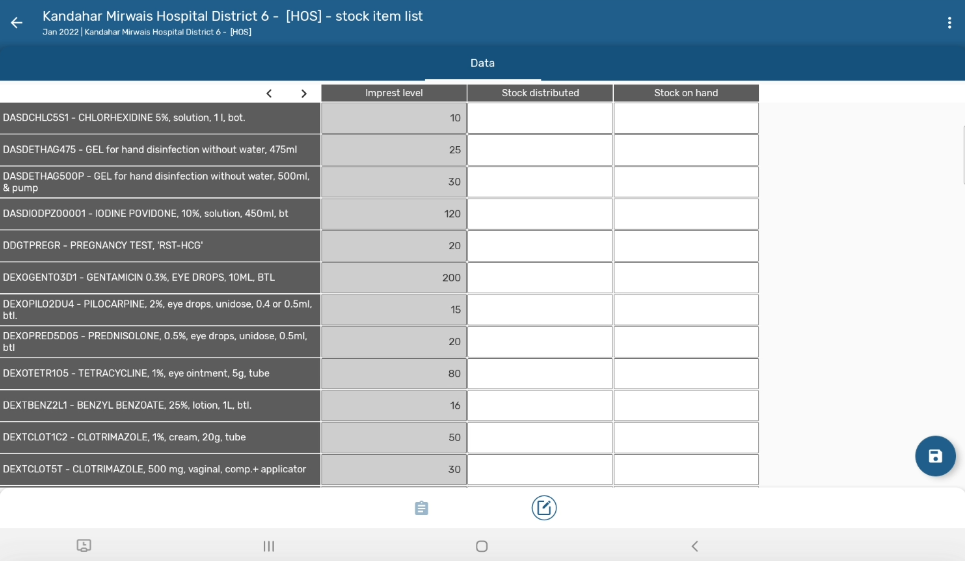 Kandahar Mirwais Hospital District 6 -  [HOS] - stock item list
Jan 2022 | Kandahar Mirwais Hospital District 6 -  [HOS]
Data
Imprest level Stock distributed Stock on hand
DASDCHLC5S1 - CHLORHEXIDINE 5%, solution, 1 l, bot. 10
DASDETHAG475 - GEL for hand disinfection without water, 475ml 25
DASDETHAG500P - GEL for hand disinfection without water, 500ml,
& pump 30
DASDIODPZ00001 - IODINE POVIDONE, 10%, solution, 450ml, bt 120
DDGTPREGR - PREGNANCY TEST, 'RST-HCG' 20
DEXOGENTO3D1 - GENTAMICIN 0.3%, EYE DROPS, 10ML, BTL 200
DEXOPILO2DU4 - PILOCARPINE, 2%, eye drops, unidose, 0,4 or 0.5ml,
btl. 15
DEXOPRED5D05 - PREDNISOLONE, 0.5%, eye drops, unidose, 0.5ml,
btl 20
DEXOTETR1O5 - TETRACYCLINE, 1%, eye ointment, 5g, tube 80
DEXTBENZ2L1 - BENZYL BENZOATE, 25%, lotion, 1L, btl. 16
DEXTCLOT1C2 - CLOTRIMAZOLE, 1%, cream, 20g, tube 50
DEXTCLOT5T - CLOTRIMAZOLE, 500 mg, vaginal, comp.+ applicator 30